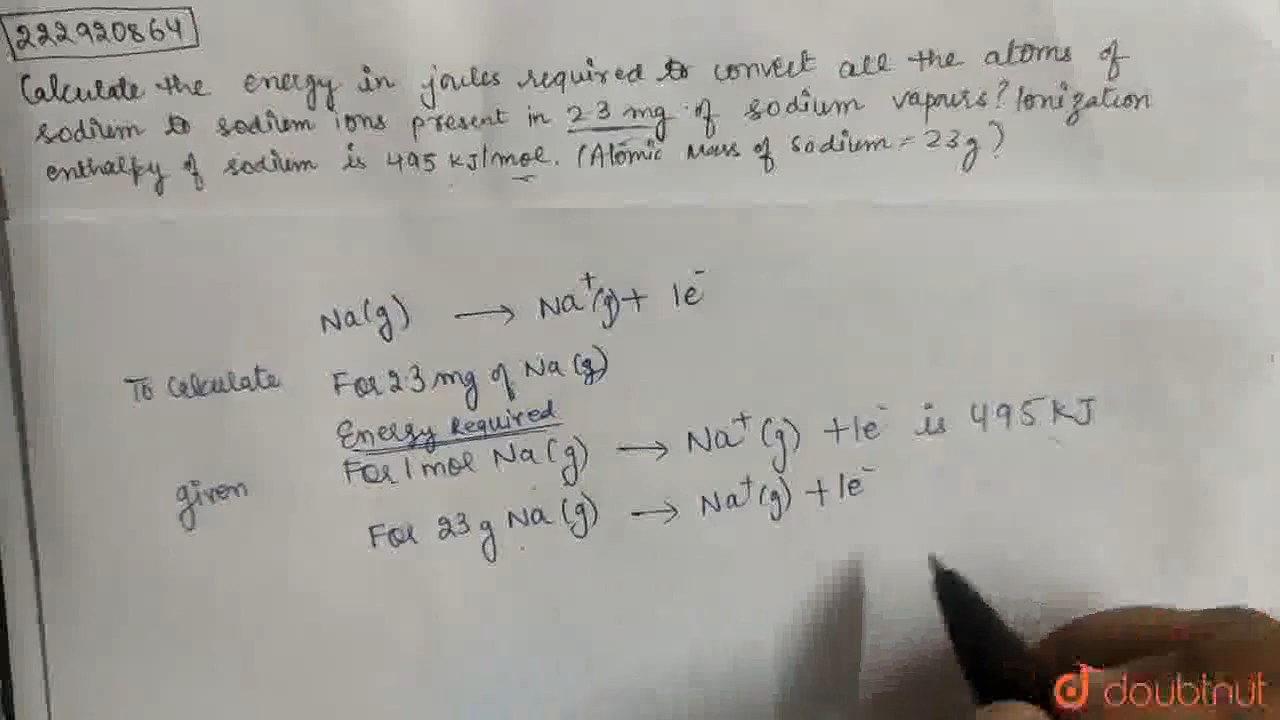 222920864
Calculate the energy in joules required to convert all the atoms of
sodium to sodium ions present in 23 mg of sodium vapours? Ionization
enthalpy of sodium is 495 KJ/mol. (Atomic Mass of Sodium = 23g)
Na(g) → Na⁺(g) + 1e⁻
To calculate For 23 mg of Na(g)
Energy Required
given For 1 mol Na(g) → Na⁺(g) + 1e⁻ is 495 KJ
For 23g Na(g) → Na⁺(g) + 1e⁻
doubtnut